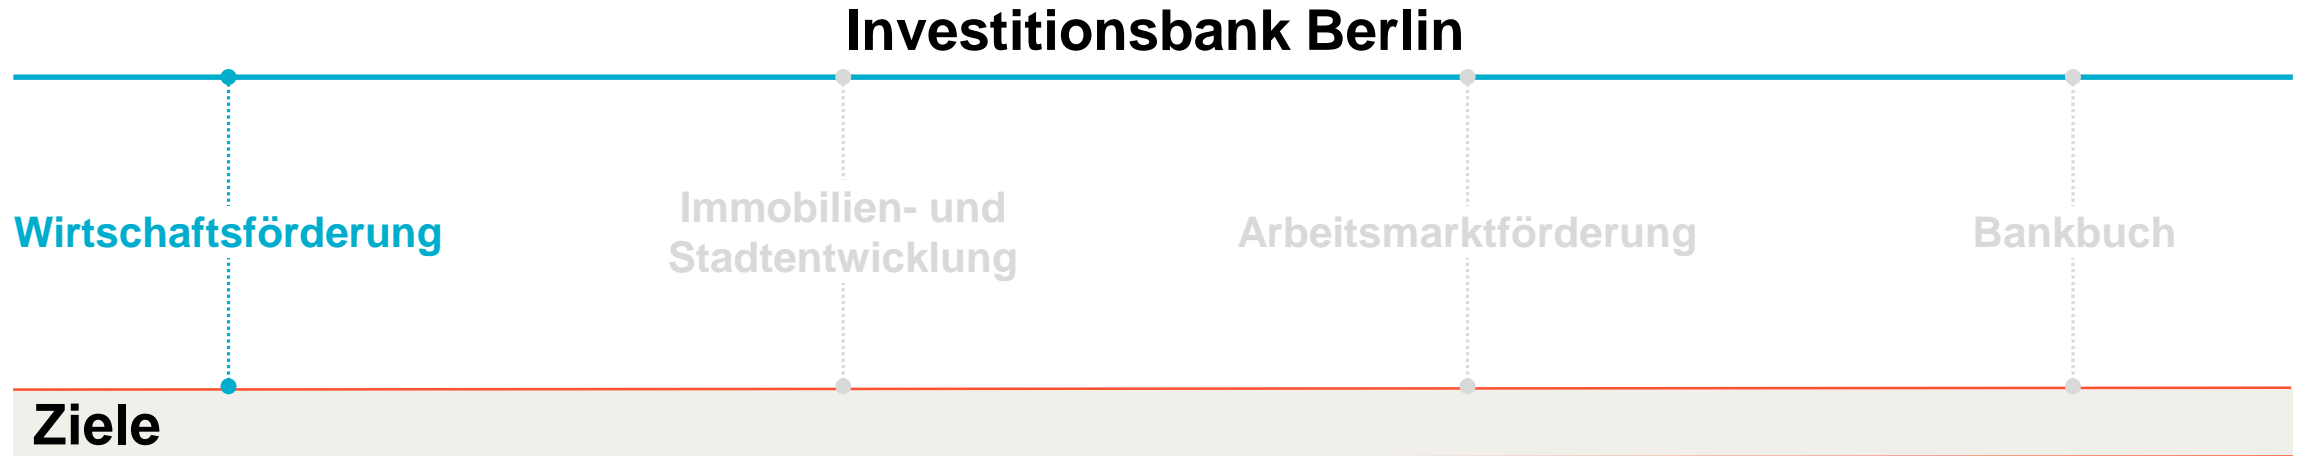 Investitionsbank Berlin
Wirtschaftsförderung
Immobilien- und
Stadtentwicklung
Arbeitsmarktförderung
Bankbuch
Ziele